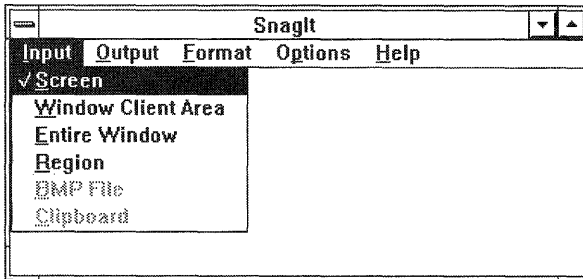 SnagIt
Input Output Format Options Help
√ Screen
Window Client Area
Entire Window
Region
BMP File
Clipboard